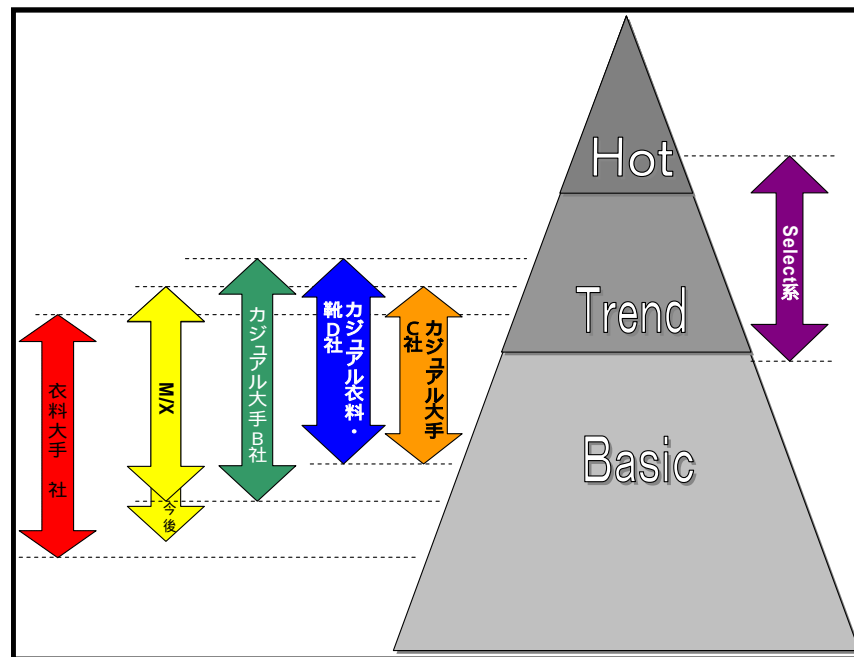 Hot
Select系
Trend
Basic
衣料大手 社
M/X
今後
カジュアル大手B社
カジュアル衣料・
靴D社
カジュアル大手
C社